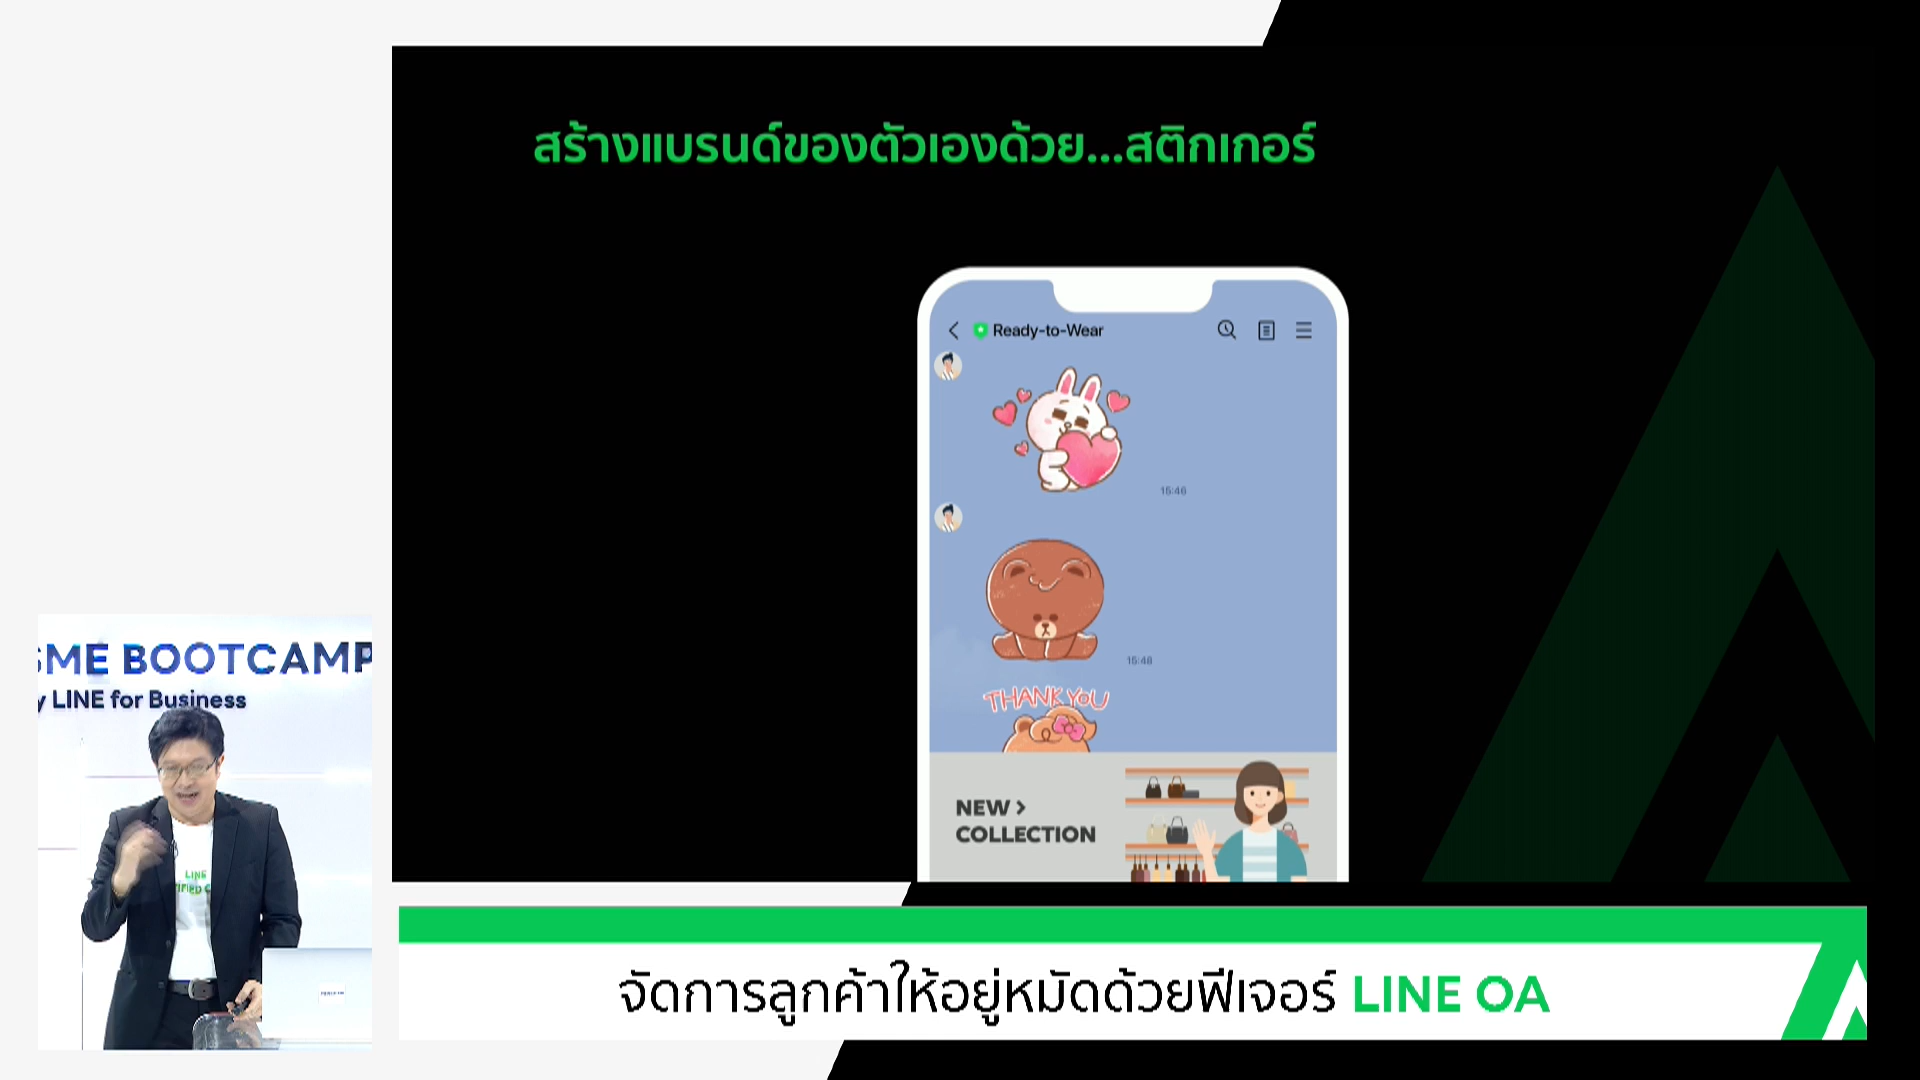 สร้างแบรนด์ของตัวเองด้วย...สติกเกอร์
Ready-to-Wear
15:46
15:48
THANK YOU
NEW >
COLLECTION
SME BOOTCAMP
y LINE for Business
LINE
จัดการลูกค้าให้อยู่หมัดด้วยฟีเจอร์ LINE OA